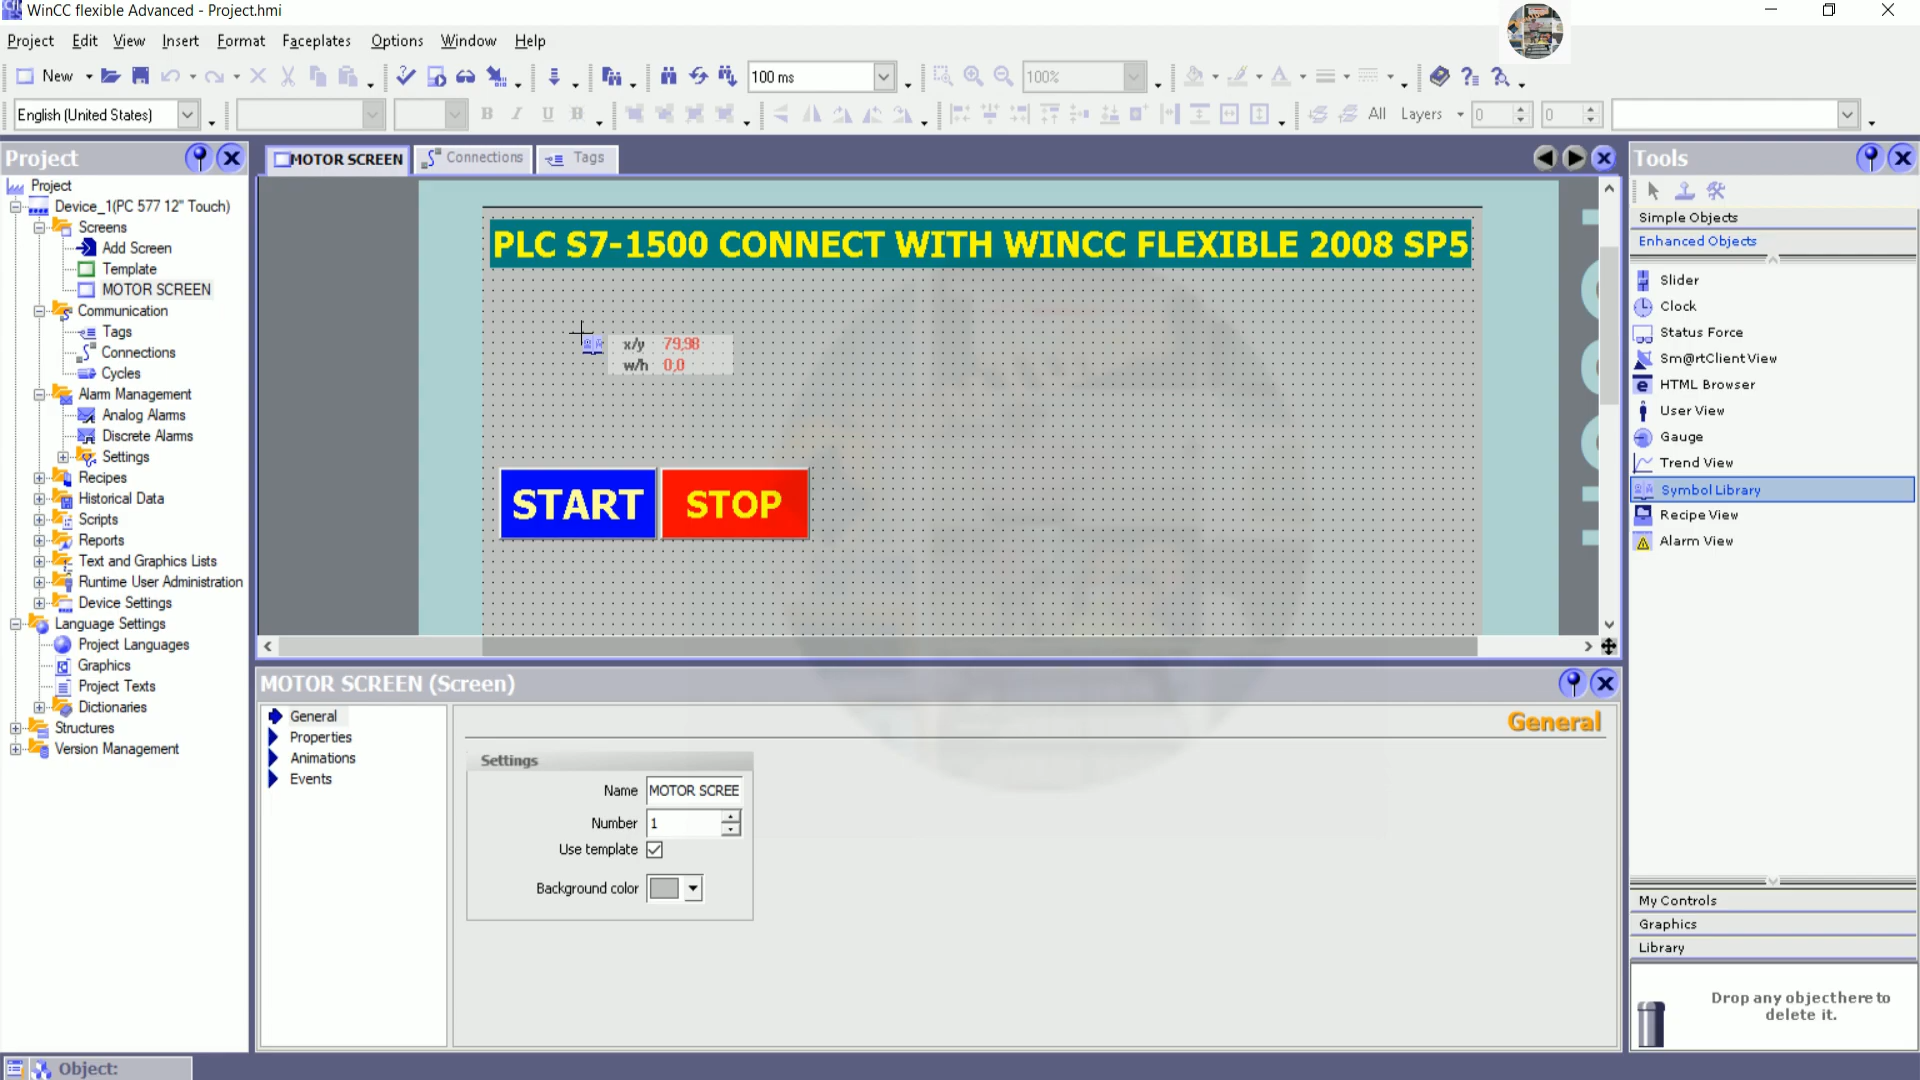 WinCC flexible Advanced - Project.hmi
Project Edit View Insert Format Faceplates Options Window Help
New 100 ms 100%
English (United States) B I U B All Layers 0 0
Project
Project
Device_1(PC 577 12" Touch)
Screens
Add Screen
Template
MOTOR SCREEN
Communication
Tags
Connections
Cycles
Alarm Management
Analog Alarms
Discrete Alarms
Settings
Recipes
Historical Data
Scripts
Reports
Text and Graphics Lists
Runtime User Administration
Device Settings
Language Settings
Project Languages
Graphics
Project Texts
Dictionaries
Structures
Version Management
MOTOR SCREEN Connections Tags
PLC S7-1500 CONNECT WITH WINCC FLEXIBLE 2008 SP5
x/y 79,98
w/h 0,0
START STOP
MOTOR SCREEN (Screen)
General
Properties
Animations
Events
General
Settings
Name MOTOR SCREE
Number 1
Use template
Background color
Tools
Simple Objects
Enhanced Objects
Slider
Clock
Status Force
Sm@rtClientView
HTML Browser
User View
Gauge
Trend View
Symbol Library
Recipe View
Alarm View
My Controls
Graphics
Library
Drop any objecthere to
delete it.
Object: